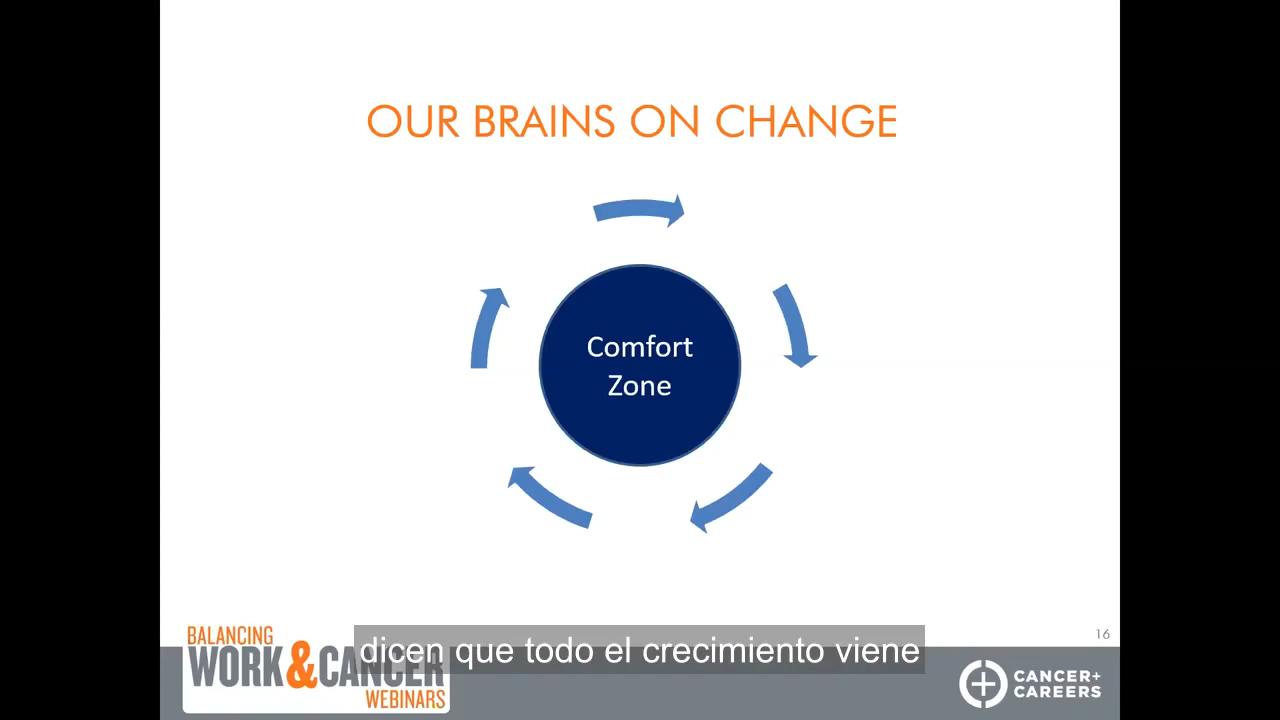 OUR BRAINS ON CHANGE
Comfort
Zone
16
BALANCING
WORK&CANCER
WEBINARS
dicen que todo el crecimiento viene
CANCER+
CAREERS